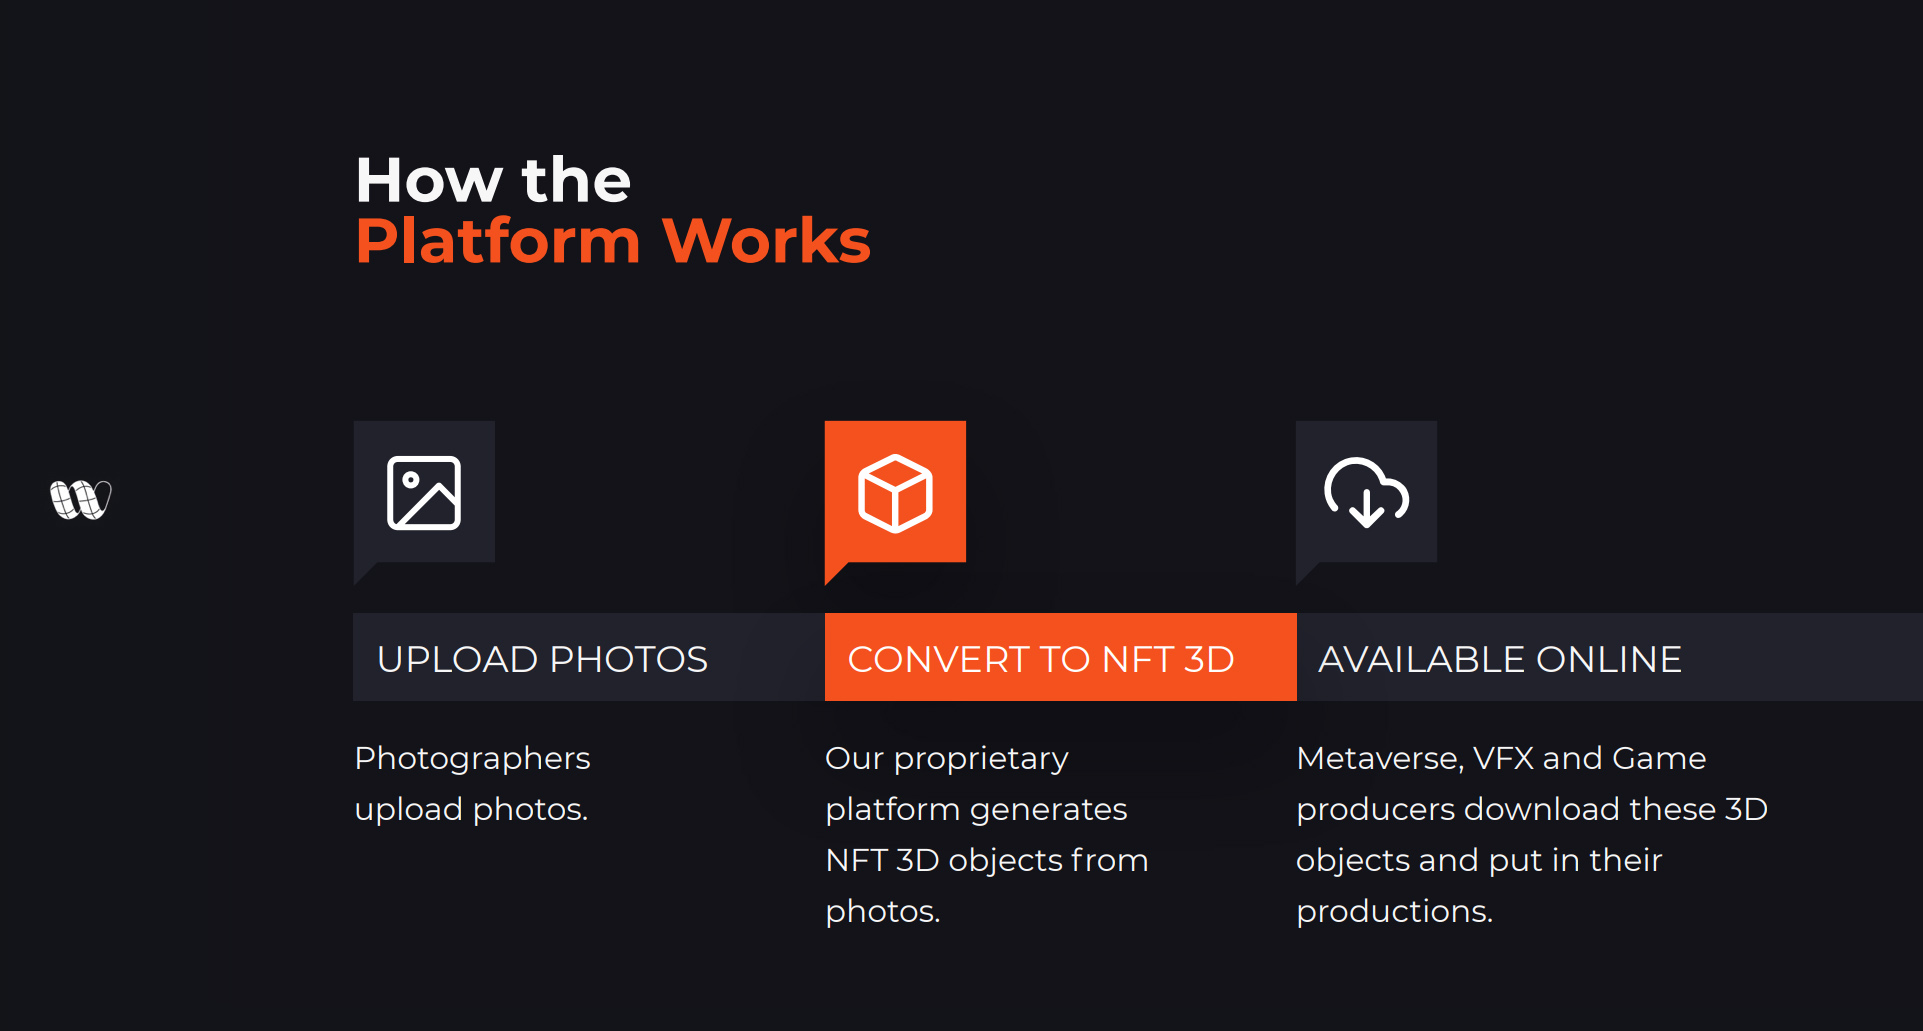 How the
Platform Works
UPLOAD PHOTOS
Photographers
upload photos.
CONVERT TO NFT 3D
Our proprietary
platform generates
NFT 3D objects from
photos.
AVAILABLE ONLINE
Metaverse, VFX and Game
producers download these 3D
objects and put in their
productions.